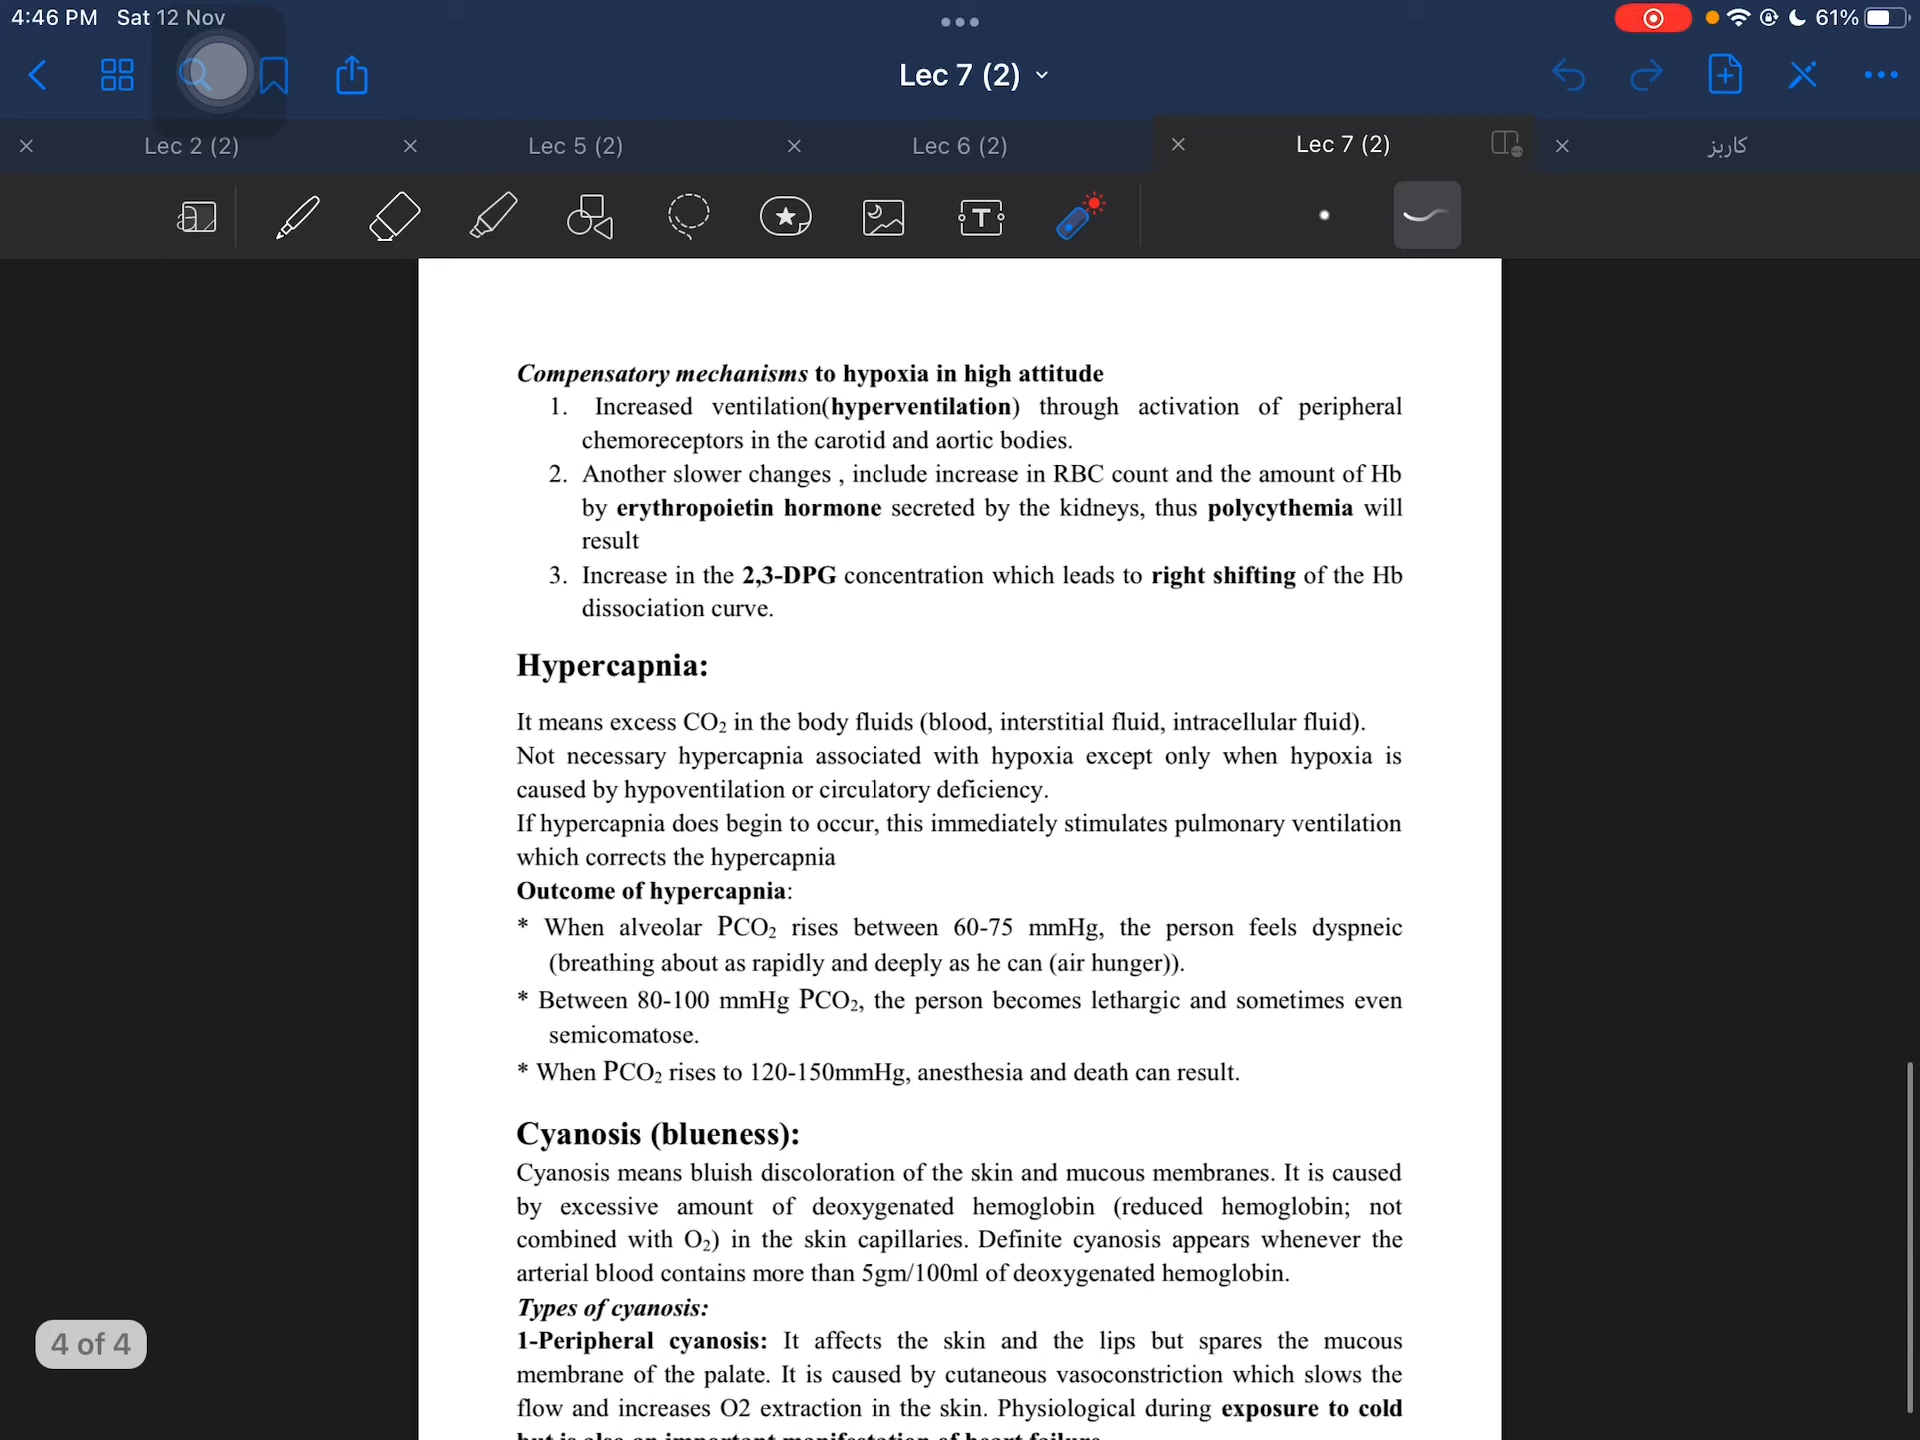 4:46 PM Sat 12 Nov
61%
Lec 7 (2)
Lec 2 (2)
Lec 5 (2)
Lec 6 (2)
Lec 7 (2)
كاربز
Compensatory mechanisms to hypoxia in high attitude
1. Increased ventilation(hyperventilation) through activation of peripheral
chemoreceptors in the carotid and aortic bodies.
2. Another slower changes , include increase in RBC count and the amount of Hb
by erythropoietin hormone secreted by the kidneys, thus polycythemia will
result
3. Increase in the 2,3-DPG concentration which leads to right shifting of the Hb
dissociation curve.
Hypercapnia:
It means excess CO₂ in the body fluids (blood, interstitial fluid, intracellular fluid).
Not necessary hypercapnia associated with hypoxia except only when hypoxia is
caused by hypoventilation or circulatory deficiency.
If hypercapnia does begin to occur, this immediately stimulates pulmonary ventilation
which corrects the hypercapnia
Outcome of hypercapnia:
* When alveolar PCO₂ rises between 60-75 mmHg, the person feels dyspneic
(breathing about as rapidly and deeply as he can (air hunger)).
* Between 80-100 mmHg PCO₂, the person becomes lethargic and sometimes even
semicomatose.
* When PCO₂ rises to 120-150mmHg, anesthesia and death can result.
Cyanosis (blueness):
Cyanosis means bluish discoloration of the skin and mucous membranes. It is caused
by excessive amount of deoxygenated hemoglobin (reduced hemoglobin; not
combined with O₂) in the skin capillaries. Definite cyanosis appears whenever the
arterial blood contains more than 5gm/100ml of deoxygenated hemoglobin.
Types of cyanosis:
1-Peripheral cyanosis: It affects the skin and the lips but spares the mucous
membrane of the palate. It is caused by cutaneous vasoconstriction which slows the
flow and increases O2 extraction in the skin. Physiological during exposure to cold
but is also an important manifestation of heart failure
4 of 4